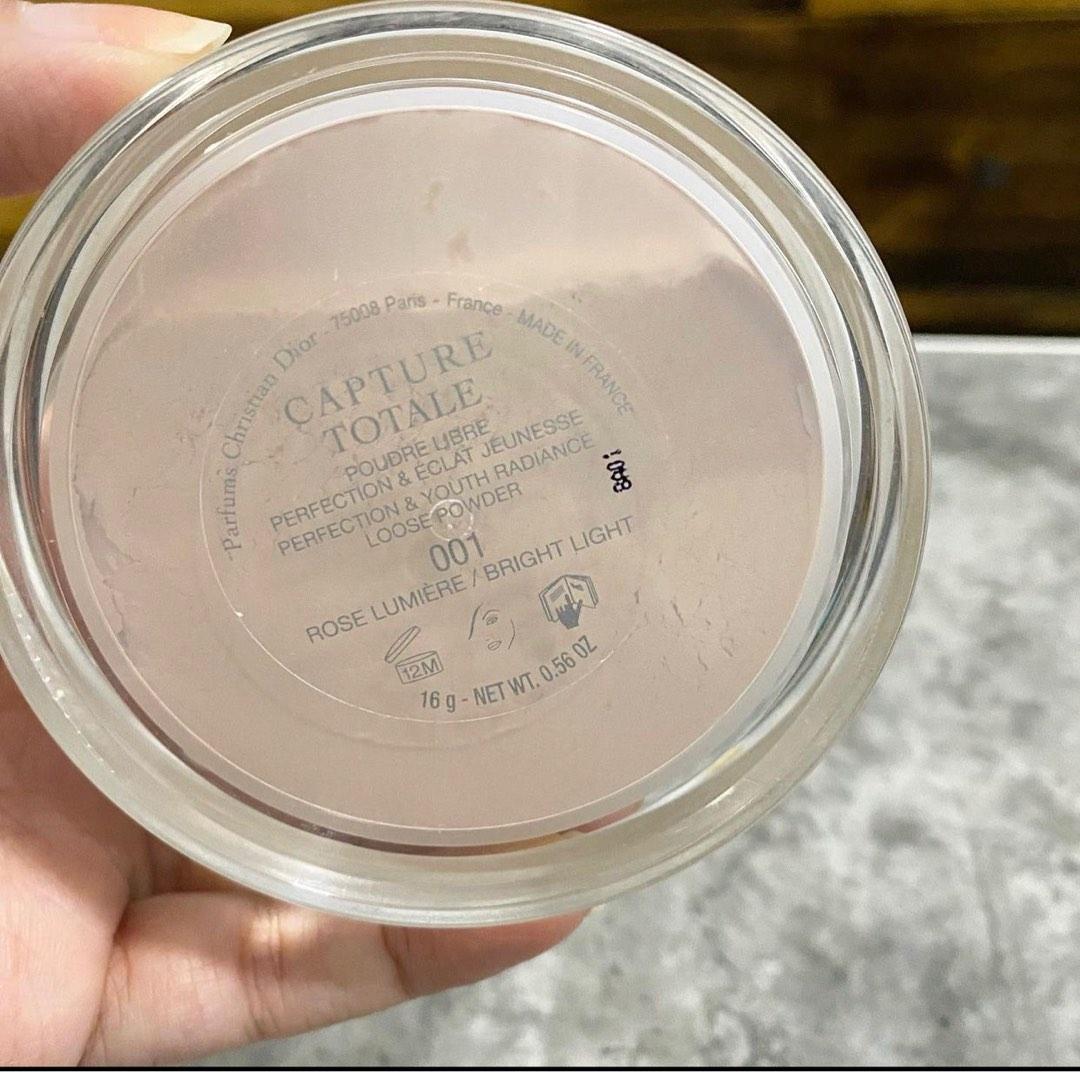 Parfums Christian Dior - 75008 Paris - France - MADE IN FRANCE
CAPTURE
TOTALE
POUDRE LIBRE
PERFECTION & ÉCLAT JEUNESSE
PERFECTION & YOUTH RADIANCE
LOOSE POWDER
001
ROSE LUMIÈRE / BRIGHT LIGHT
12M
16 g - NET WT. 0.56 OZ